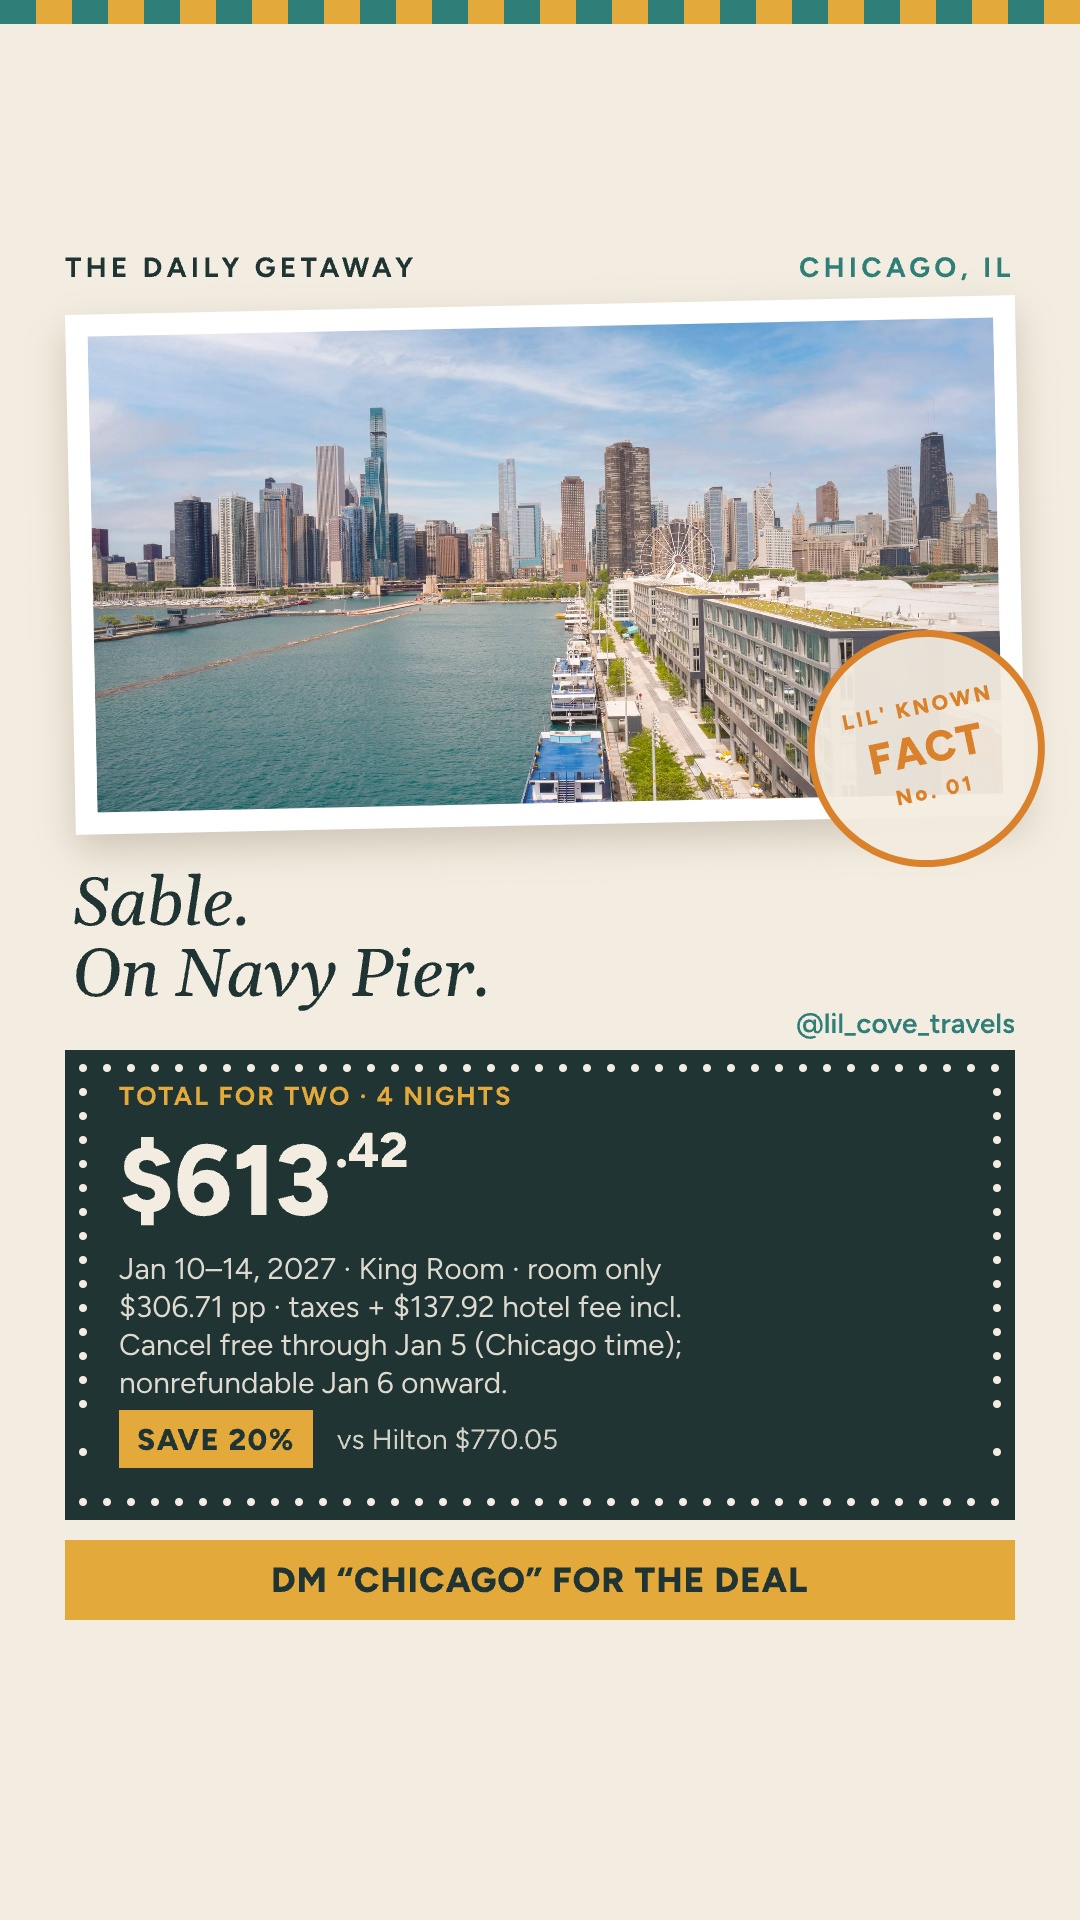 THE DAILY GETAWAY
CHICAGO, IL
LIL' KNOWN
FACT
No. 01
Sable.
On Navy Pier.
@lil_cove_travels
TOTAL FOR TWO · 4 NIGHTS
$613.42
Jan 10–14, 2027 · King Room · room only
$306.71 pp · taxes + $137.92 hotel fee incl.
Cancel free through Jan 5 (Chicago time);
nonrefundable Jan 6 onward.
SAVE 20% vs Hilton $770.05
DM “CHICAGO” FOR THE DEAL